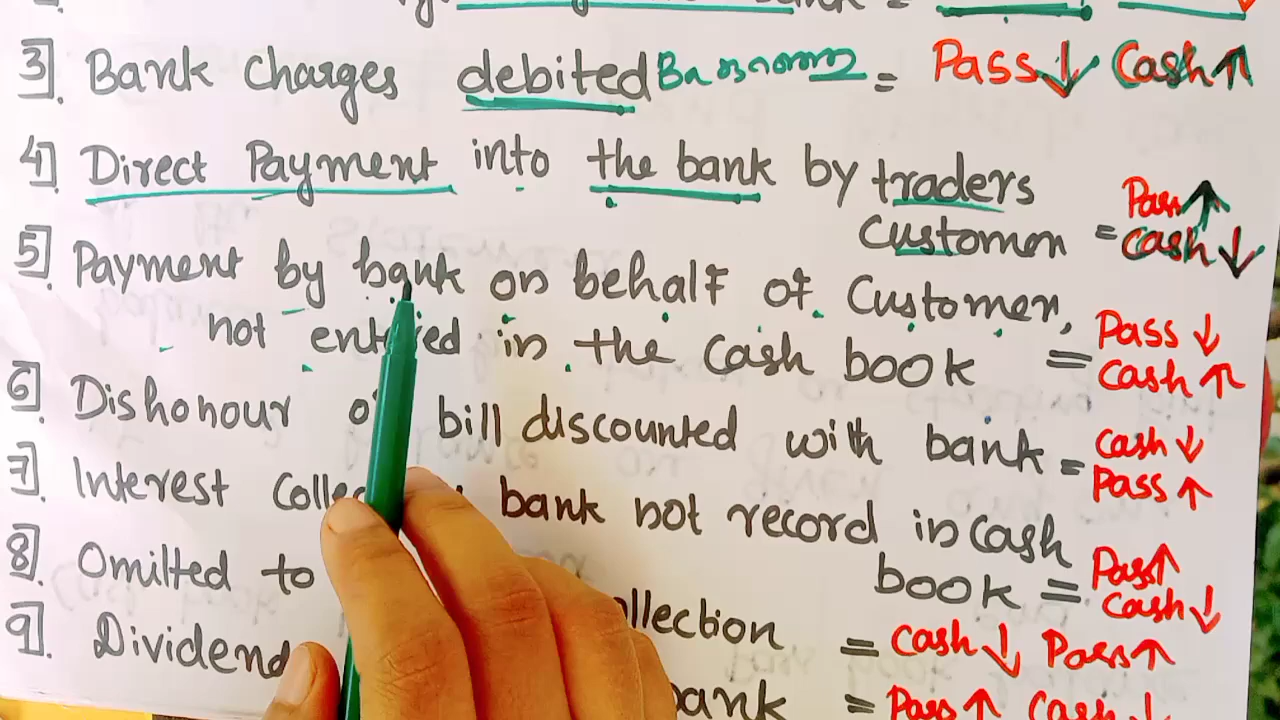 bank =
3]. Bank Charges debited = Pass↓ Cash↑
4]. Direct Payment into the bank by traders
Customer = Pass↑ Cash↓
5]. Payment by bank on behalf of Customer,
not entered in the cash book = Pass↓ Cash↑
6]. Dishonour of bill discounted with bank = Cash↓ Pass↑
7]. Interest Colle bank not record in Cash
book = Pass↑ Cash↓
8]. Omitted to ollection = Cash↓ Pass↑
9]. Dividend bank = Pass↑ Cash↓